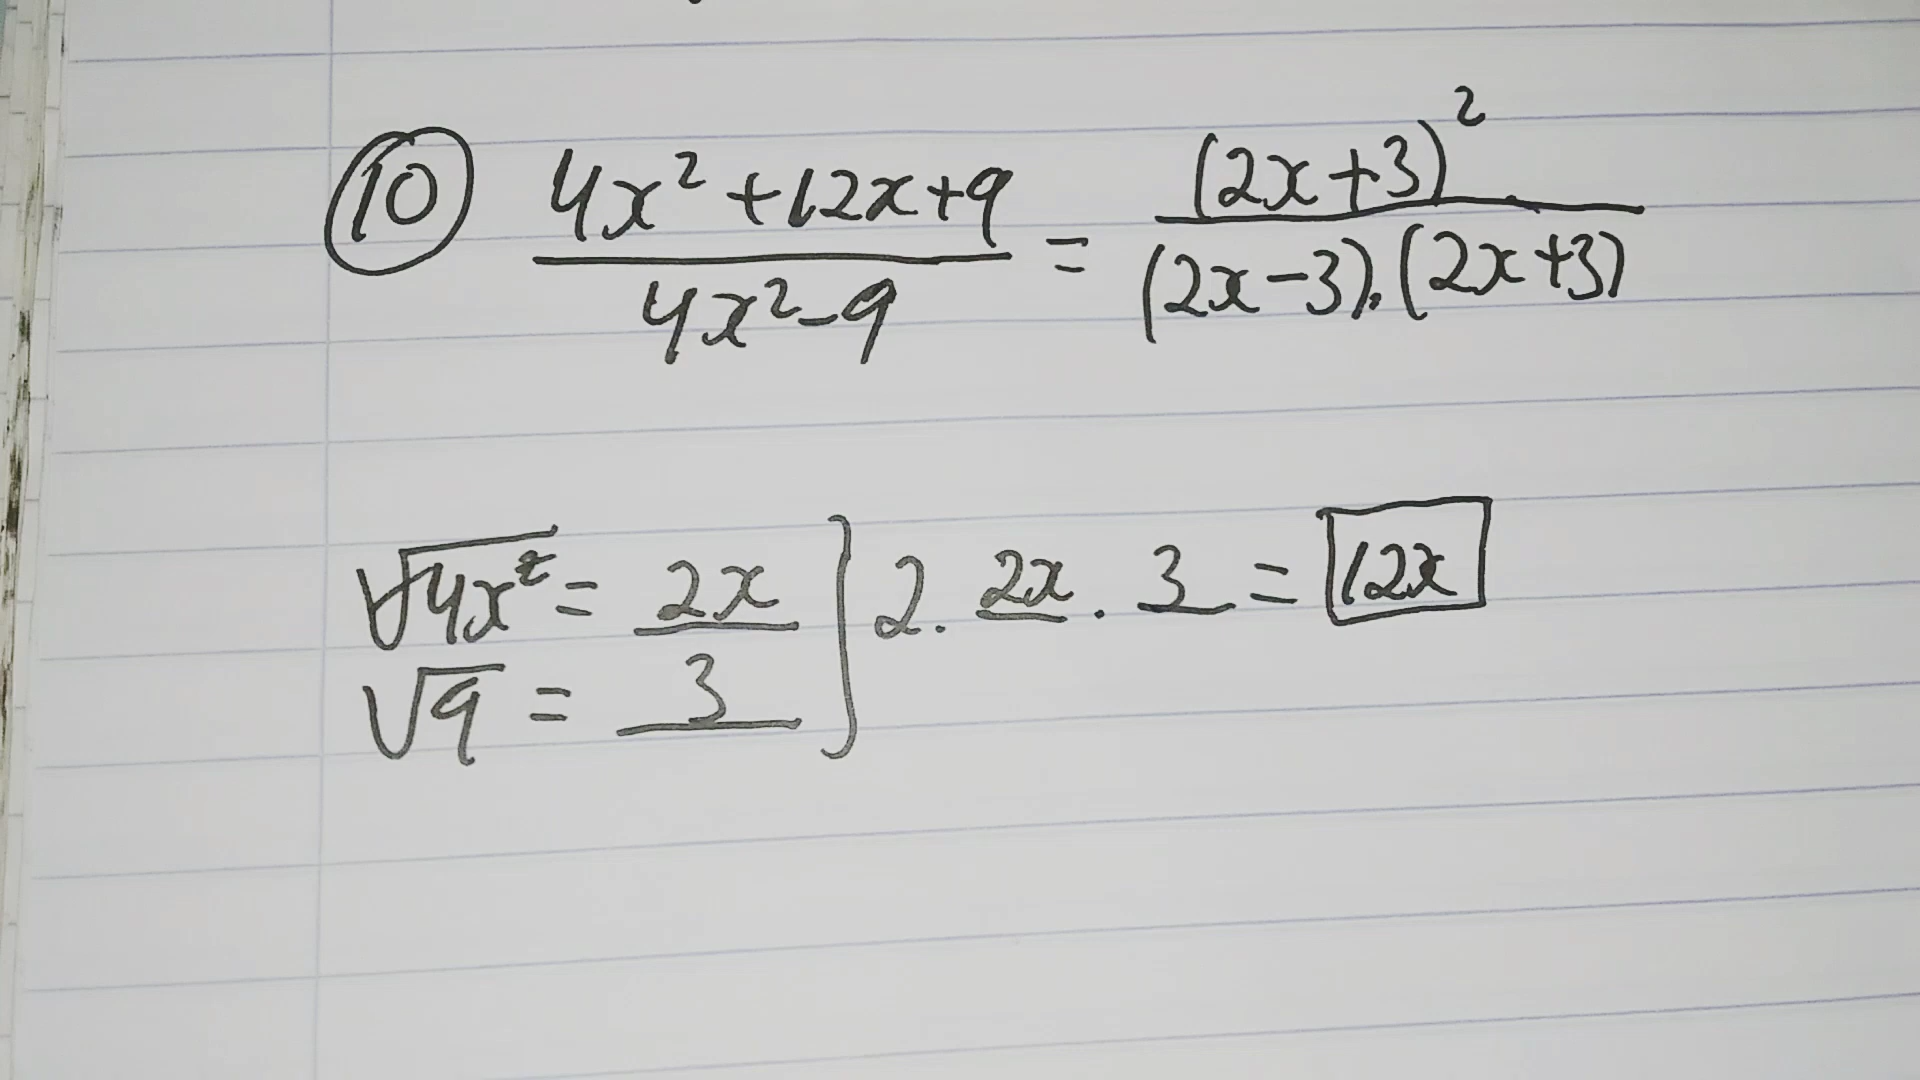 10 4x² + 12x + 9 / 4x² - 9 = (2x + 3)² / (2x - 3).(2x + 3)
√4x² = 2x } 2 . 2x . 3 = 12x
√9 = 3